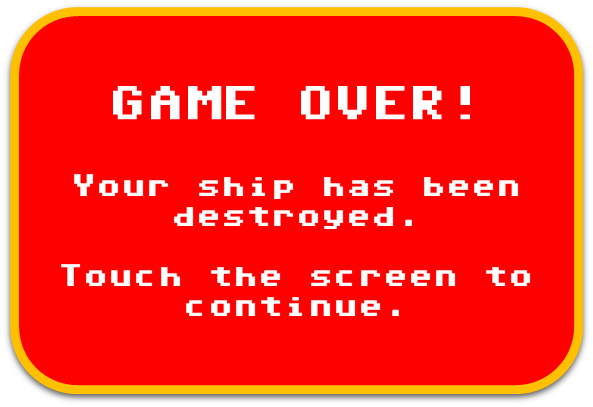 GAME OVER!
Your ship has been
destroyed.
Touch the screen to
continue.